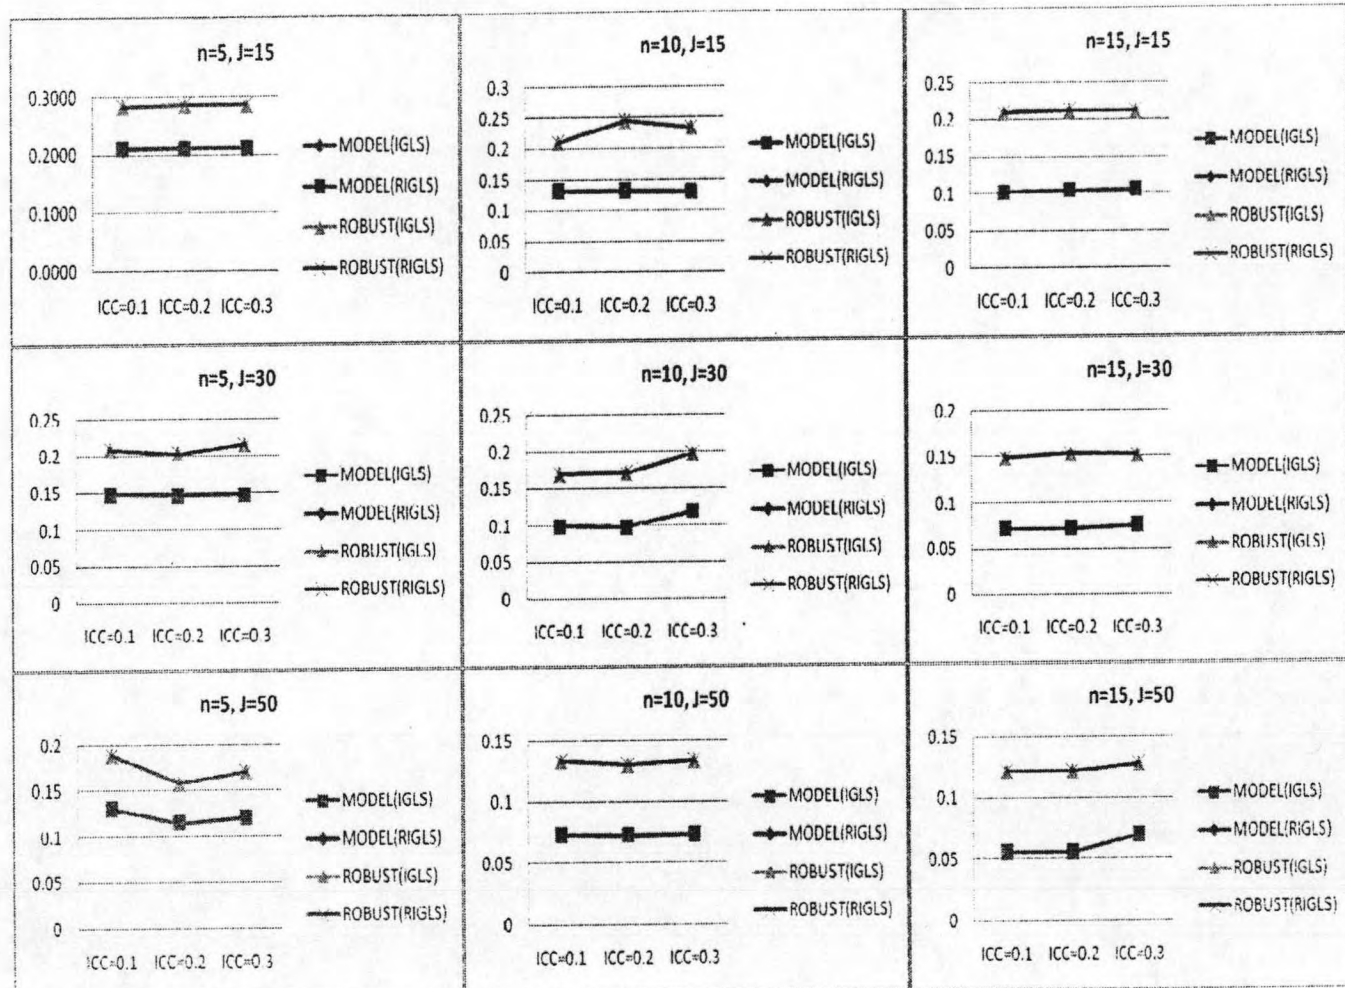 n=5, J=15
0.3000
0.2000
0.1000
0.0000
ICC=0.1 ICC=0.2 ICC=0.3
MODEL(IGLS)
MODEL(RIGLS)
ROBUST(IGLS)
ROBUST(RIGLS)
n=10, J=15
0.3
0.25
0.2
0.15
0.1
0.05
0
ICC=0.1 ICC=0.2 ICC=0.3
MODEL(IGLS)
MODEL(RIGLS)
ROBUST(IGLS)
ROBUST(RIGLS)
n=15, J=15
0.25
0.2
0.15
0.1
0.05
0
ICC=0.1 ICC=0.2 ICC=0.3
MODEL(IGLS)
MODEL(RIGLS)
ROBUST(IGLS)
ROBUST(RIGLS)
n=5, J=30
0.25
0.2
0.15
0.1
0.05
0
ICC=0.1 ICC=0.2 ICC=0.3
MODEL(IGLS)
MODEL(RIGLS)
ROBUST(IGLS)
ROBUST(RIGLS)
n=10, J=30
0.25
0.2
0.15
0.1
0.05
0
ICC=0.1 ICC=0.2 ICC=0.3
MODEL(IGLS)
MODEL(RIGLS)
ROBUST(IGLS)
ROBUST(RIGLS)
n=15, J=30
0.2
0.15
0.1
0.05
0
ICC=0.1 ICC=0.2 ICC=0.3
MODEL(IGLS)
MODEL(RIGLS)
ROBUST(IGLS)
ROBUST(RIGLS)
n=5, J=50
0.2
0.15
0.1
0.05
0
ICC=0.1 ICC=0.2 ICC=0.3
MODEL(IGLS)
MODEL(RIGLS)
ROBUST(IGLS)
ROBUST(RIGLS)
n=10, J=50
0.15
0.1
0.05
0
ICC=0.1 ICC=0.2 ICC=0.3
MODEL(IGLS)
MODEL(RIGLS)
ROBUST(IGLS)
ROBUST(RIGLS)
n=15, J=50
0.15
0.1
0.05
0
ICC=0.1 ICC=0.2 ICC=0.3
MODEL(IGLS)
MODEL(RIGLS)
ROBUST(IGLS)
ROBUST(RIGLS)